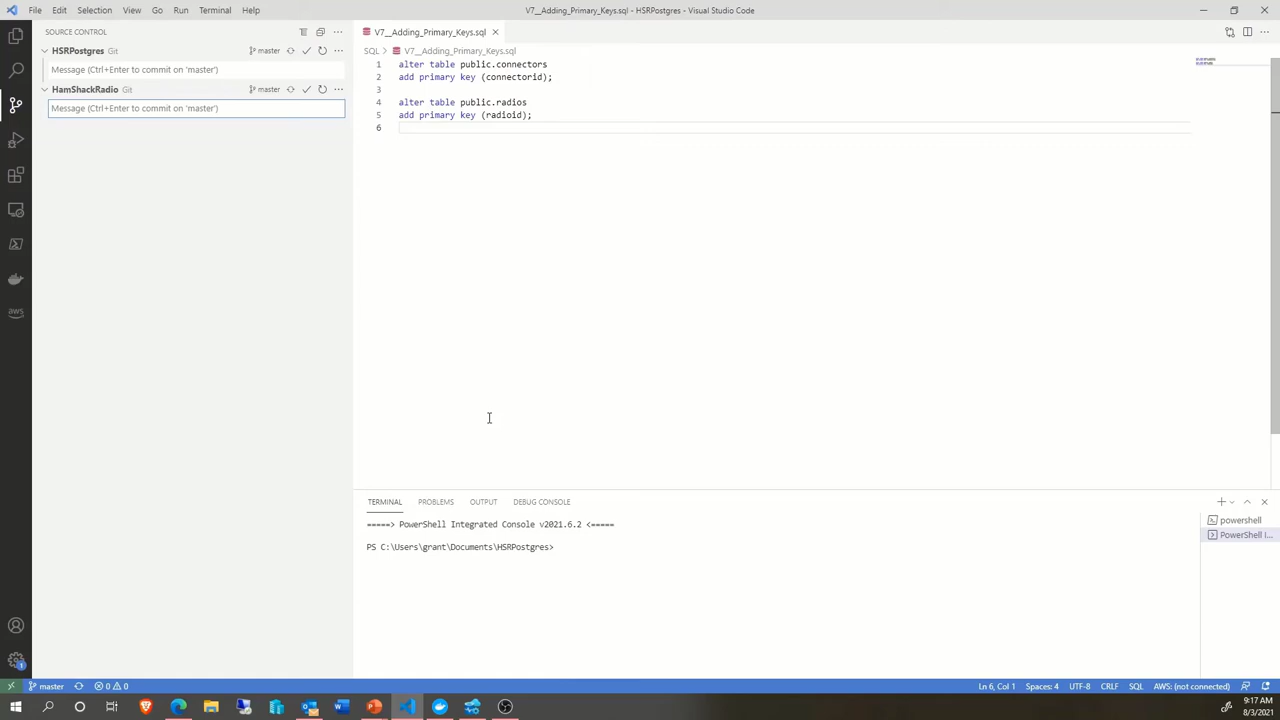 File Edit Selection View Go Run Terminal Help
V7__Adding_Primary_Keys.sql - HSRPostgres - Visual Studio Code
SOURCE CONTROL
HSRPostgres Git
master
Message (Ctrl+Enter to commit on 'master')
HamShackRadio Git
master
Message (Ctrl+Enter to commit on 'master')
aws
V7__Adding_Primary_Keys.sql
SQL > V7__Adding_Primary_Keys.sql
1 alter table public.connectors
2 add primary key (connectorid);
3
4 alter table public.radios
5 add primary key (radioid);
6
TERMINAL PROBLEMS OUTPUT DEBUG CONSOLE
=====> PowerShell Integrated Console v2021.6.2 <=====
PS C:\Users\grant\Documents\HSRPostgres>
powershell
PowerShell I...
1
master
0 0
Ln 6, Col 1 Spaces: 4 UTF-8 CRLF SQL AWS: (not connected)
9:17 AM
8/3/2021